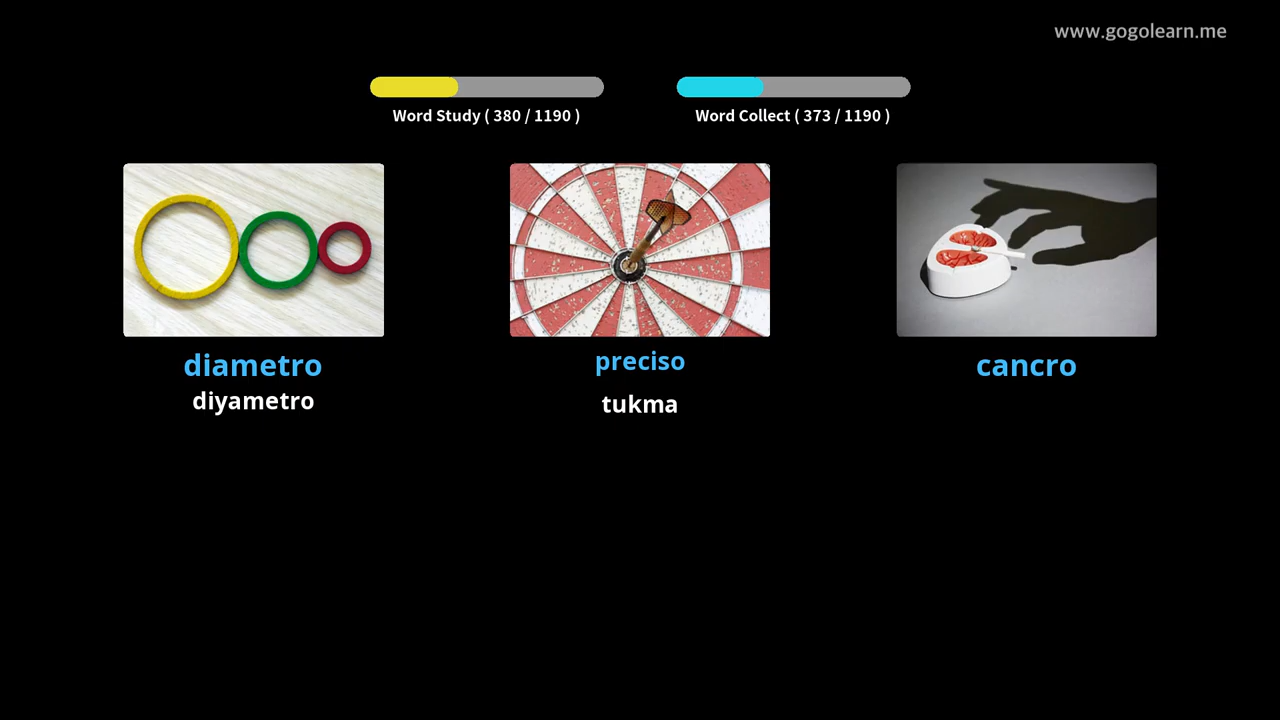 www.gogolearn.me
Word Study ( 380 / 1190 )
Word Collect ( 373 / 1190 )
diametro
diyametro
preciso
tukma
cancro